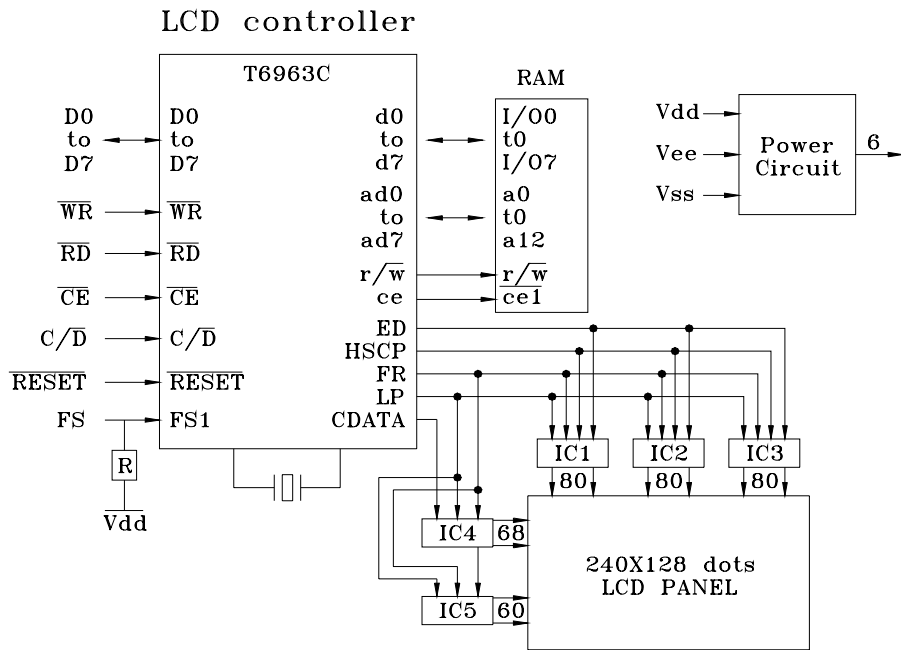 LCD controller
T6963C
RAM
D0 D0 d0 I/O0
to to to t0
D7 D7 d7 I/O7
ad0 a0
to t0
ad7 a12
WR WR
RD RD
r/w r/w
CE CE ce ce1
C/D C/D
RESET RESET
FS FS1
R
Vdd
ED
HSCP
FR
LP
CDATA
Vdd
Vee
Vss
Power
Circuit
6
IC1 IC2 IC3
80 80 80
IC4 68
IC5 60
240X128 dots
LCD PANEL